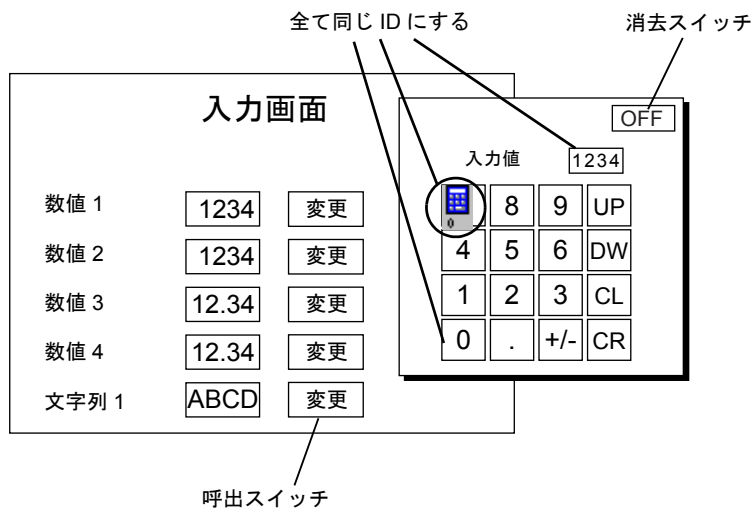 全て同じ ID にする
消去スイッチ
入力画面
OFF
入力値 1234
数値 1 1234 変更
数値 2 1234 変更
数値 3 12.34 変更
数値 4 12.34 変更
文字列 1 ABCD 変更
0
8 9 UP
4 5 6 DW
1 2 3 CL
0 . +/- CR
呼出スイッチ